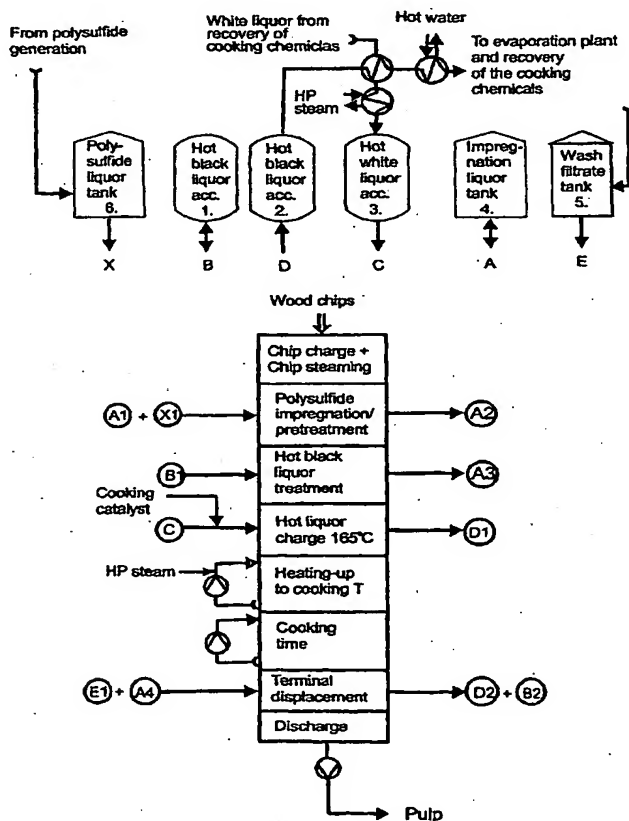 From polysulfide
generation
White liquor from
recovery of
cooking chemiclas
Hot water
To evaporation plant
and recovery
of the cooking
chemicals
HP
steam
Poly-
sulfide
liquor
tank
6.
Hot
black
liquor
acc.
1.
Hot
black
liquor
acc.
2.
Hot
white
liquor
acc.
3.
Impreg-
nation
liquor
tank
4.
Wash
filtrate
tank
5.
X
B
D
C
A
E
Wood chips
Chip charge +
Chip steaming
A1 + X1
Polysulfide
impregnation/
pretreatment
A2
B1
Hot black
liquor
treatment
A3
Cooking
catalyst
C
Hot liquor
charge 165°C
D1
HP steam
Heating-up
to cooking T
Cooking
time
E1 + A4
Terminal
displacement
D2 + B2
Discharge
Pulp